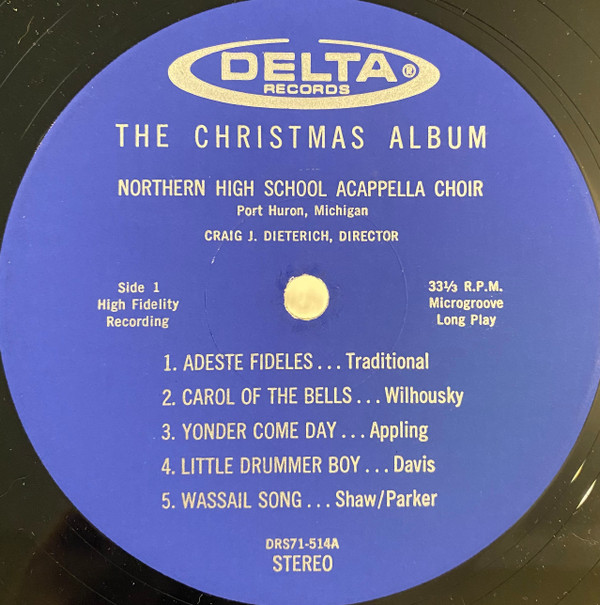 DELTA®
RECORDS
THE CHRISTMAS ALBUM
NORTHERN HIGH SCHOOL ACAPPELLA CHOIR
Port Huron, Michigan
CRAIG J. DIETERICH, DIRECTOR
Side 1
High Fidelity
Recording
33⅓ R.P.M.
Microgroove
Long Play
1. ADESTE FIDELES... Traditional
2. CAROL OF THE BELLS... Wilhousky
3. YONDER COME DAY... Appling
4. LITTLE DRUMMER BOY... Davis
5. WASSAIL SONG... Shaw/Parker
DRS71-514A
STEREO